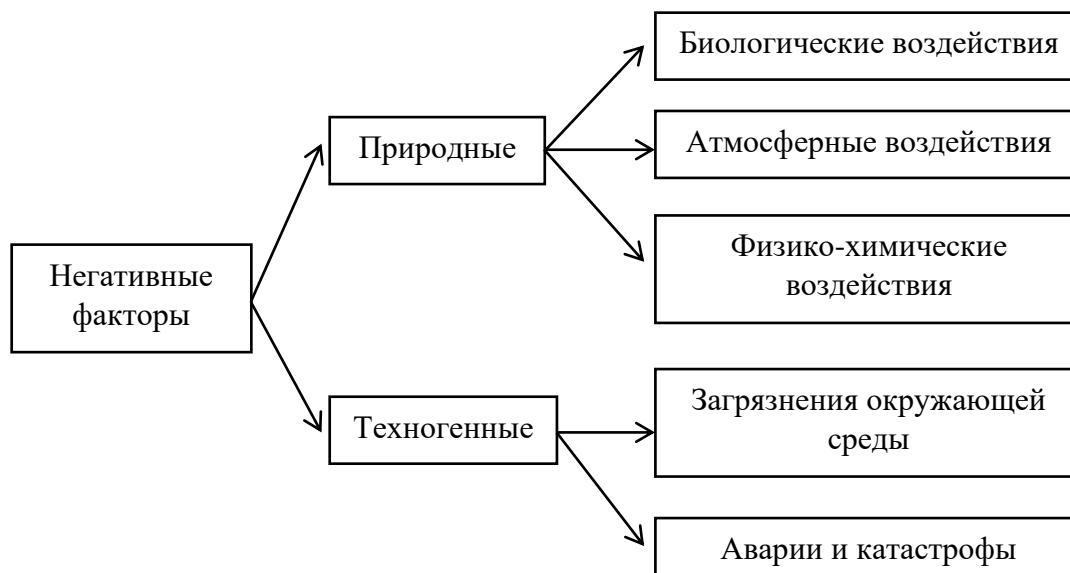 Биологические воздействия
Природные
Атмосферные воздействия
Физико-химические
воздействия
Негативные
факторы
Техногенные
Загрязнения окружающей
среды
Аварии и катастрофы